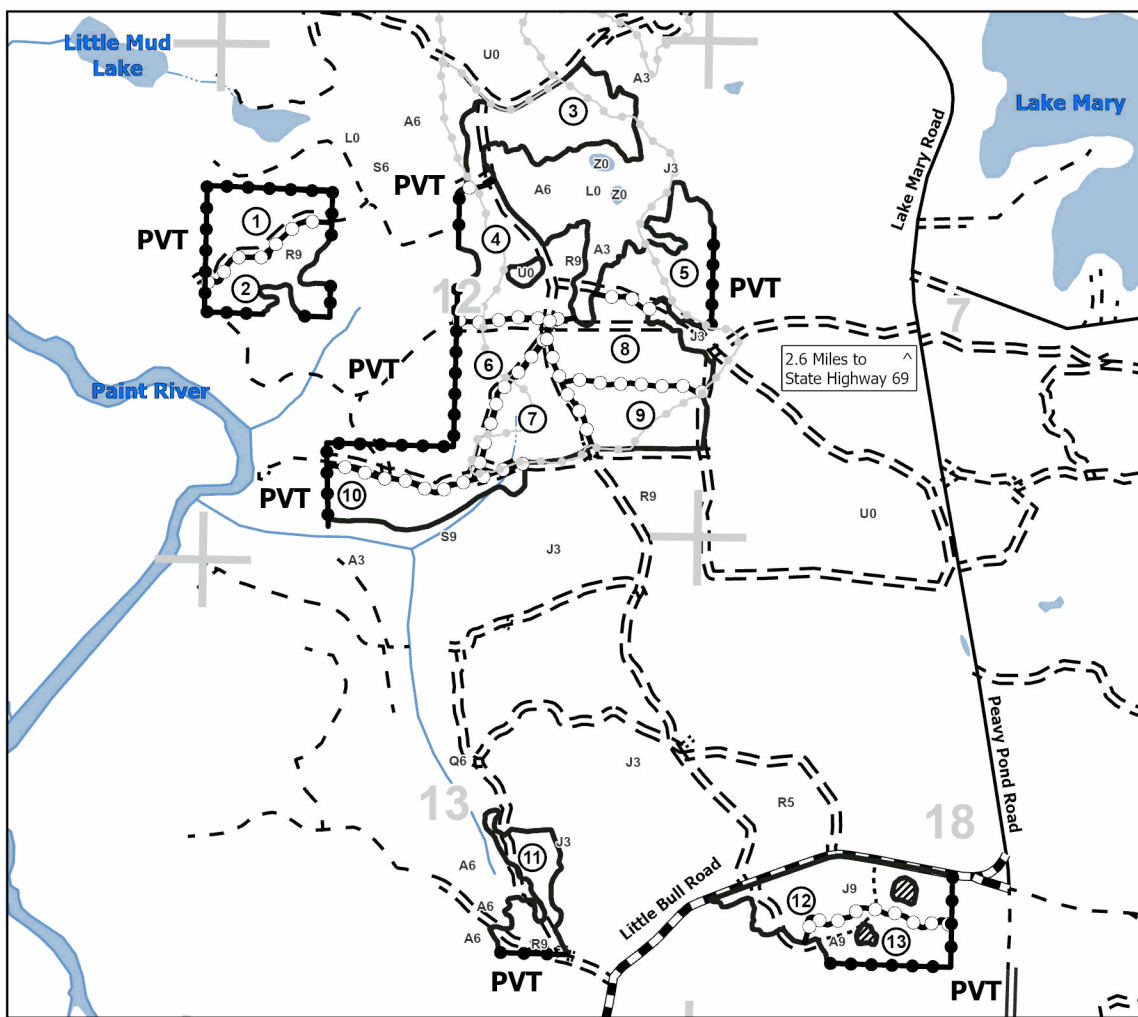 Little Mud
Lake
U0
A3
Lake Mary
3
Lake Mary Road
A6
L0
S6
PVT
Z0
A6
L0
Z0
J3
PVT
1
R9
4
A3
R9
U0
5
2
12
PVT
7
J3
8
6
PVT
2.6 Miles to ^
State Highway 69
Paint River
7
9
PVT
10
R9
U0
S9
J3
A3
Q6
J3
Peavy Pond Road
R5
13
18
J3
11
A6
Little Bull Road
J9
12
A6
A6
R9
A9
13
PVT
PVT